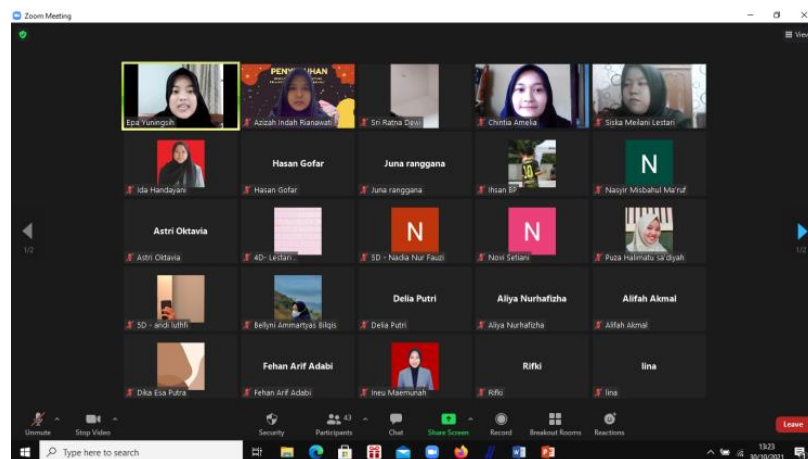 Zoom Meeting
View
PENYULUHAN
Epa Yuningsih
Azizah Indah Rianawati
Sri Ratna Dewi
Chintia Amelia
Siska Meilani Lestari
Hasan Gofar
Juna ranggana
N
Ida Handayani
Hasan Gofar
Juna ranggana
Ihsan BP
Nasyir Misbahul Ma'ruf
Astri Oktavia
N
N
Astri Oktavia
4D- Lestari .
5D - Nadia Nur Fauzi
Novi Setiani
Puza Halimatu sa'diyah
Delia Putri
Aliya Nurhafizha
Alifah Akmal
5D - andi luthfi
Bellyni Ammartyas Bilqis
Delia Putri
Aliya Nurhafizha
Alifah Akmal
Fehan Arif Adabi
Rifki
lina
Dika Esa Putra
Fehan Arif Adabi
Ineu Maemunah
Rifki
lina
1/2
1/2
Unmute
Stop Video
Security
Participants
43
Chat
Share Screen
Record
Breakout Rooms
Reactions
Leave
Type here to search
13:23
30/10/2021